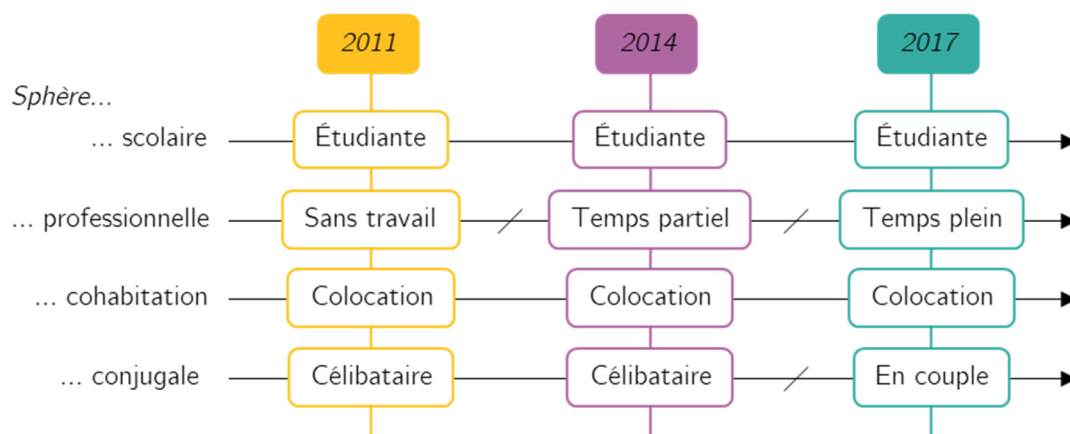 2011 2014 2017
Sphère...
... scolaire Étudiante Étudiante Étudiante
... professionnelle Sans travail Temps partiel Temps plein
... cohabitation Colocation Colocation Colocation
... conjugale Célibataire Célibataire En couple